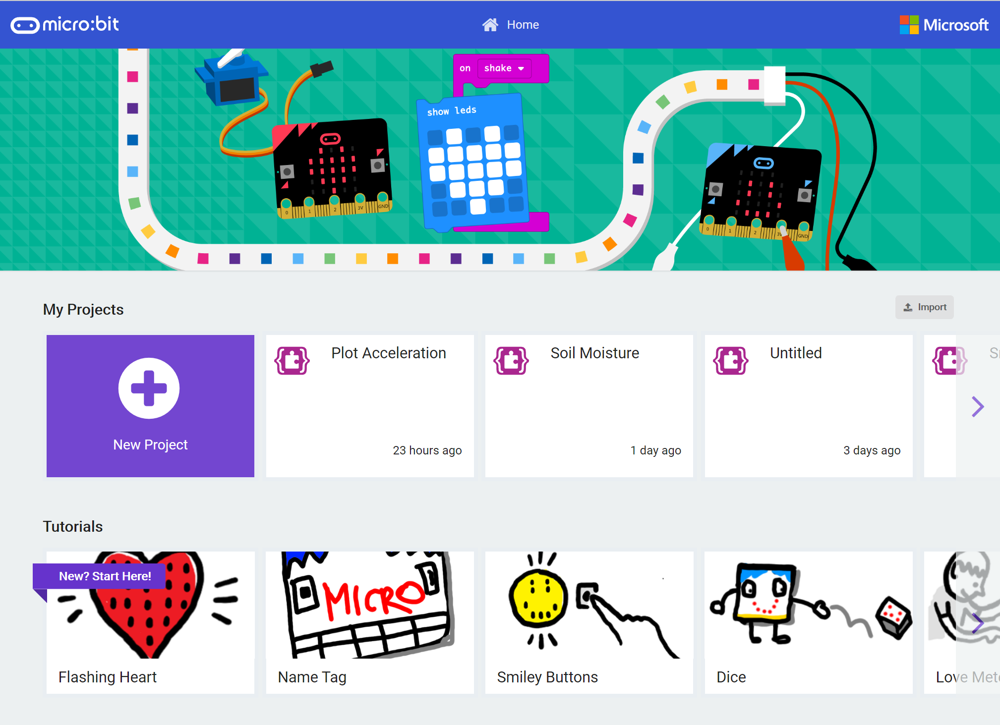 micro:bit
Home
Microsoft
on shake
show leds
0 1 2 3V GND
0 1 2 3V GND
My Projects
Import
New Project
Plot Acceleration
23 hours ago
Soil Moisture
1 day ago
Untitled
3 days ago
Tutorials
New? Start Here!
MICRO
Flashing Heart
Name Tag
Smiley Buttons
Dice
Love Met